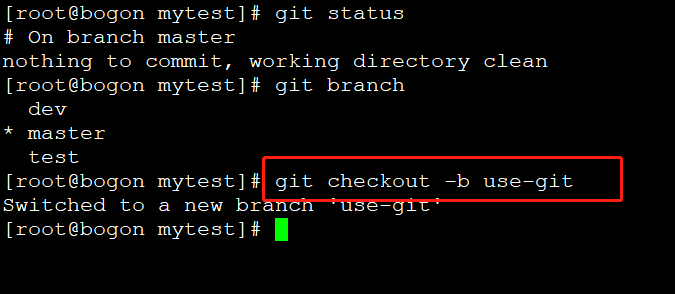 [root@bogon mytest]# git status
# On branch master
nothing to commit, working directory clean
[root@bogon mytest]# git branch
  dev
* master
  test
[root@bogon mytest]# git checkout -b use-git
Switched to a new branch 'use-git'
[root@bogon mytest]#